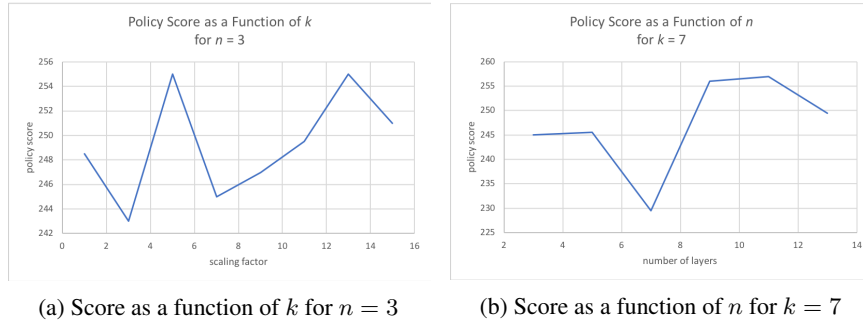 Policy Score as a Function of k
for n = 3
256
254
252
250
248
246
244
242
policy score
0 2 4 6 8 10 12 14 16
scaling factor
(a) Score as a function of k for n = 3
Policy Score as a Function of n
for k = 7
260
255
250
245
240
235
230
225
policy score
2 4 6 8 10 12 14
number of layers
(b) Score as a function of n for k = 7